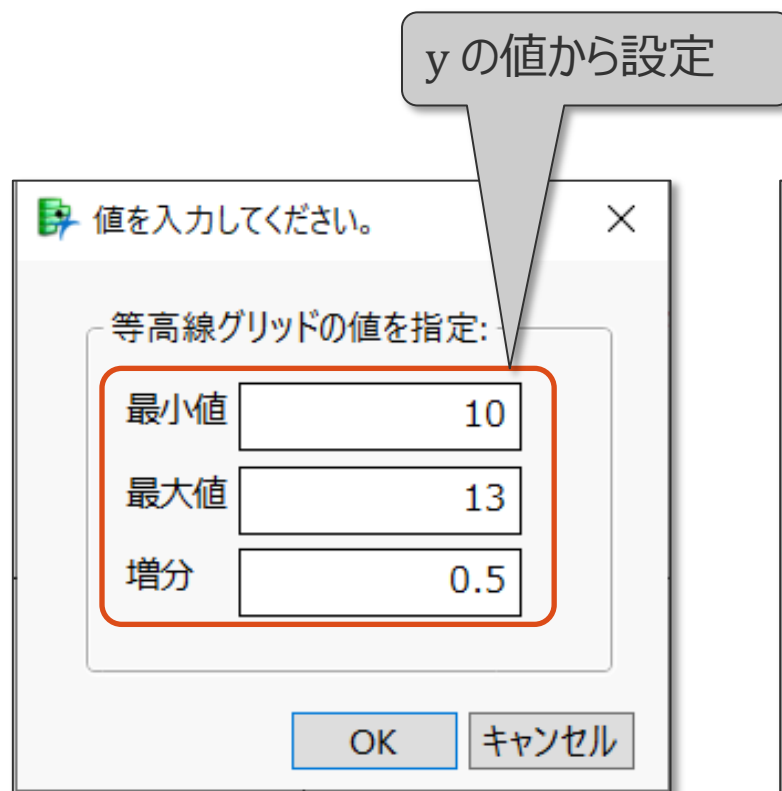 y の値から設定
値を入力してください。
等高線グリッドの値を指定:
最小値 10
最大値 13
増分 0.5
OK キャンセル